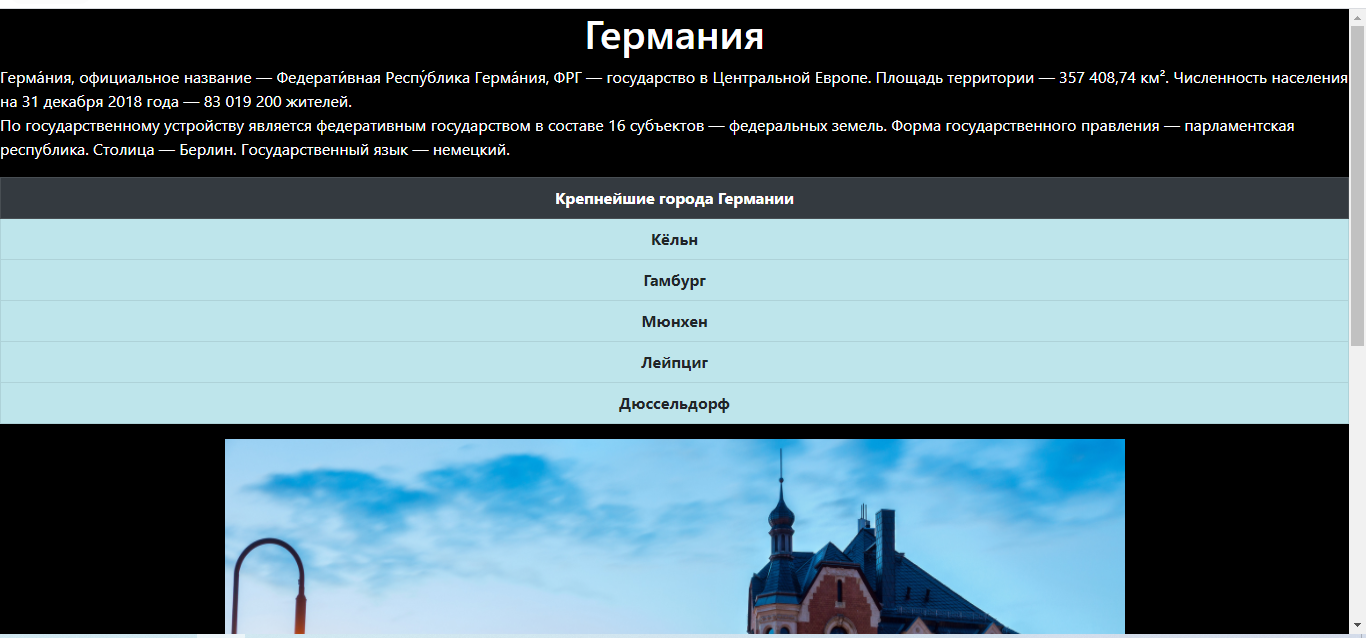 Германия
Герма́ния, официальное название — Федерати́вная Респу́блика Герма́ния, ФРГ — государство в Центральной Европе. Площадь территории — 357 408,74 км². Численность населения
на 31 декабря 2018 года — 83 019 200 жителей.
По государственному устройству является федеративным государством в составе 16 субъектов — федеральных земель. Форма государственного правления — парламентская
республика. Столица — Берлин. Государственный язык — немецкий.
Крепнейшие города Германии
Кёльн
Гамбург
Мюнхен
Лейпциг
Дюссельдорф